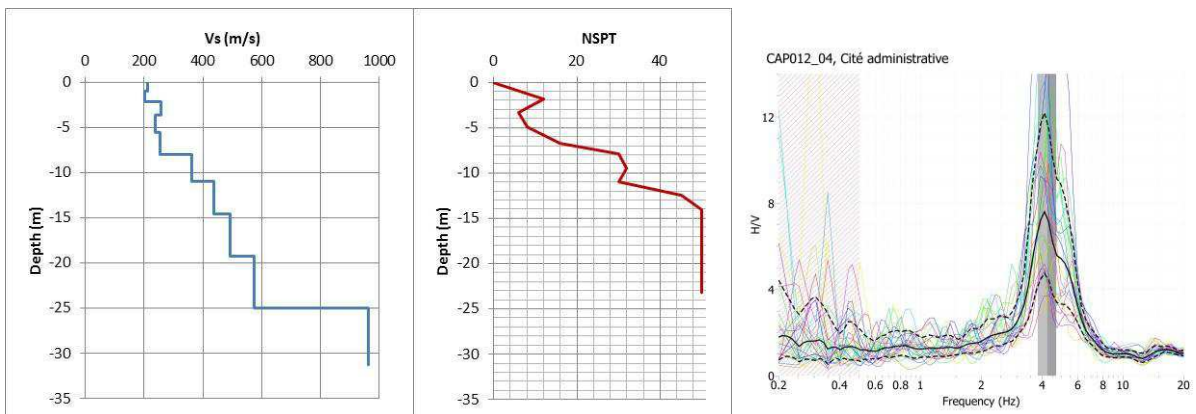 Vs (m/s)
0 200 400 600 800 1000
0
-5
-10
-15
-20
-25
-30
-35
Depth (m)
NSPT
0 20 40
0
-5
-10
-15
-20
-25
-30
-35
Depth (m)
CAP012_04, Cité administrative
12
8
4
0
H/V
0.2 0.4 0.6 0.8 1 2 4 6 8 10 20
Frequency (Hz)